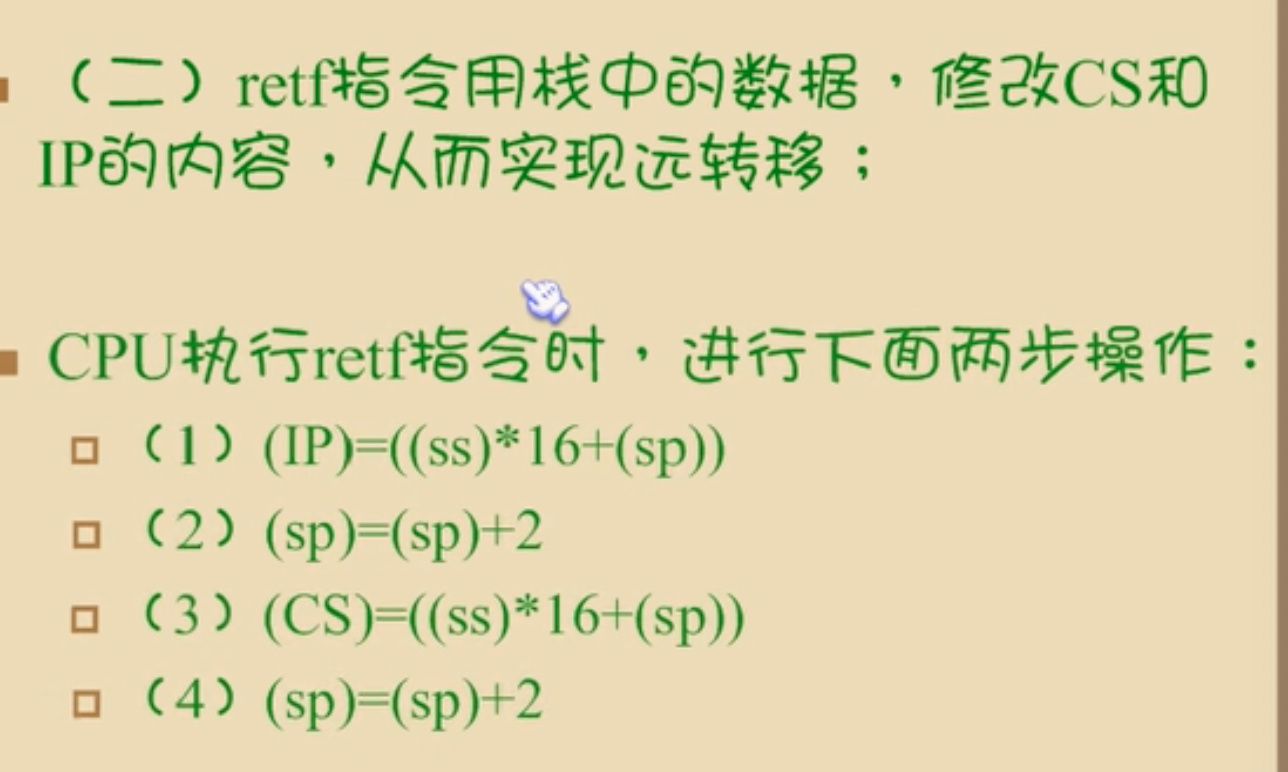 （二）retf指令用栈中的数据，修改CS和
IP的内容，从而实现远转移；
CPU执行retf指令时，进行下面两步操作：
（1）(IP)=((ss)*16+(sp))
（2）(sp)=(sp)+2
（3）(CS)=((ss)*16+(sp))
（4）(sp)=(sp)+2